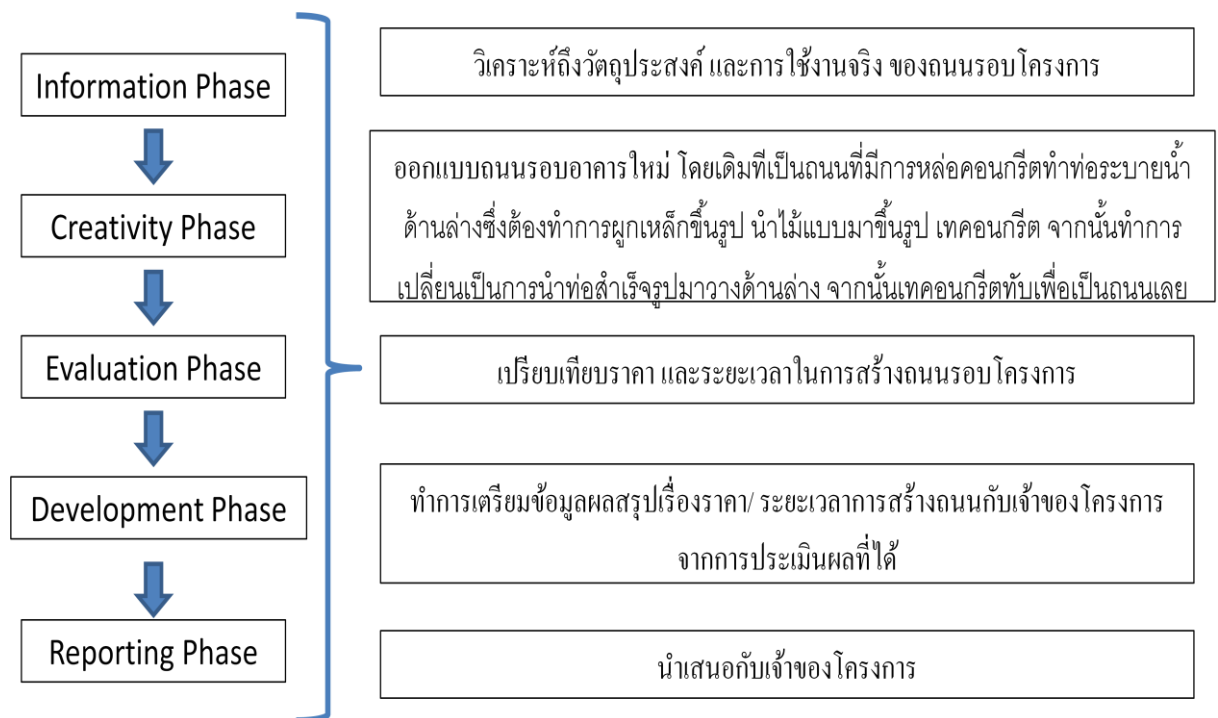 Information Phase
วิเคราะห์ถึงวัตถุประสงค์ และการใช้งานจริง ของถนนรอบโครงการ
Creativity Phase
ออกแบบถนนรอบอาคารใหม่ โดยเดิมทีเป็นถนนที่มีการหล่อคอนกรีตทำท่อระบายน้ำ
ด้านล่างซึ่งต้องทำการผูกเหล็กขึ้นรูป นำไม้แบบมาขึ้นรูป เทคอนกรีต จากนั้นทำการ
เปลี่ยนเป็นการนำท่อสำเร็จรูปมาวางด้านล่าง จากนั้นเทคอนกรีตทับเพื่อเป็นถนนเลย
Evaluation Phase
เปรียบเทียบราคา และระยะเวลาในการสร้างถนนรอบโครงการ
Development Phase
ทำการเตรียมข้อมูลผลสรุปเรื่องราคา/ ระยะเวลาการสร้างถนนกับเจ้าของโครงการ
จากการประเมินผลที่ได้
Reporting Phase
นำเสนอกับเจ้าของโครงการ